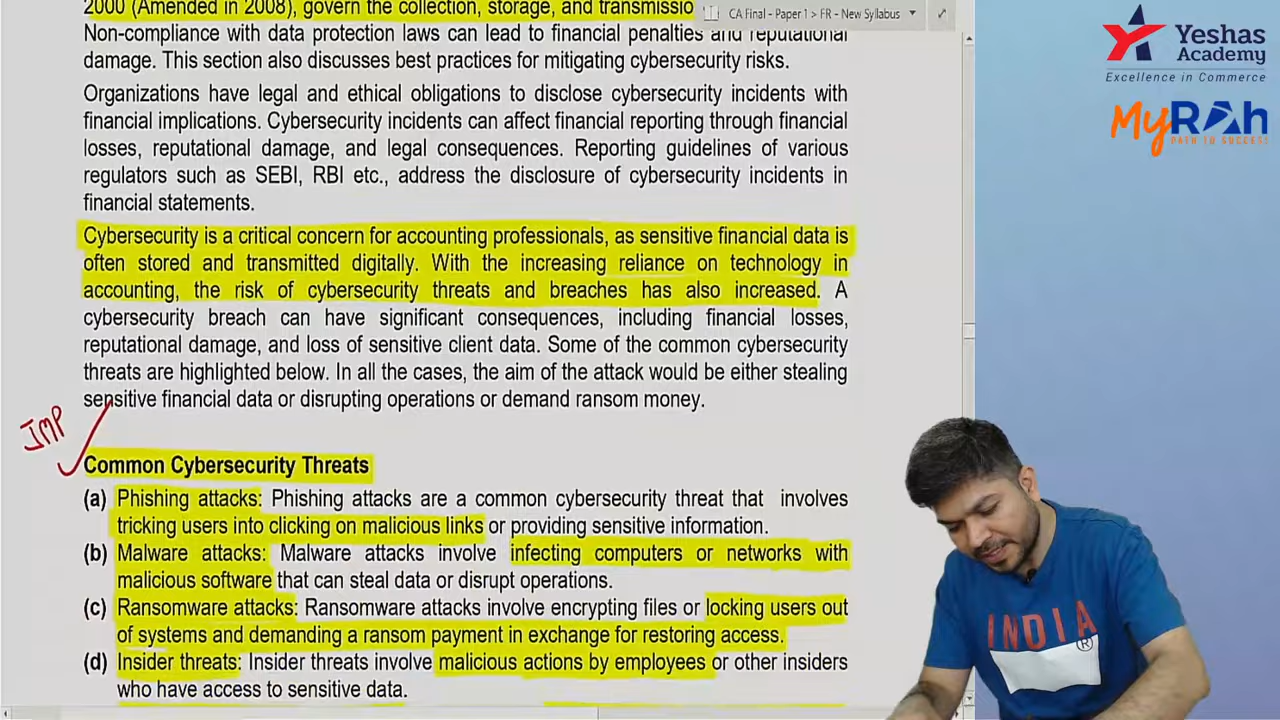 2000 (Amended in 2008), govern the collection, storage, and transmissio
CA Final - Paper 1 > FR - New Syllabus
Non-compliance with data protection laws can lead to financial penalties and reputational
damage. This section also discusses best practices for mitigating cybersecurity risks.
Organizations have legal and ethical obligations to disclose cybersecurity incidents with
financial implications. Cybersecurity incidents can affect financial reporting through financial
losses, reputational damage, and legal consequences. Reporting guidelines of various
regulators such as SEBI, RBI etc., address the disclosure of cybersecurity incidents in
financial statements.
Cybersecurity is a critical concern for accounting professionals, as sensitive financial data is
often stored and transmitted digitally. With the increasing reliance on technology in
accounting, the risk of cybersecurity threats and breaches has also increased. A
cybersecurity breach can have significant consequences, including financial losses,
reputational damage, and loss of sensitive client data. Some of the common cybersecurity
threats are highlighted below. In all the cases, the aim of the attack would be either stealing
sensitive financial data or disrupting operations or demand ransom money.
IMP
Common Cybersecurity Threats
(a) Phishing attacks: Phishing attacks are a common cybersecurity threat that involves
tricking users into clicking on malicious links or providing sensitive information.
(b) Malware attacks: Malware attacks involve infecting computers or networks with
malicious software that can steal data or disrupt operations.
(c) Ransomware attacks: Ransomware attacks involve encrypting files or locking users out
of systems and demanding a ransom payment in exchange for restoring access.
(d) Insider threats: Insider threats involve malicious actions by employees or other insiders
who have access to sensitive data.
Yeshas
Academy
Excellence in Commerce
MyRAh
PATH TO SUCCESS
INDIA
®